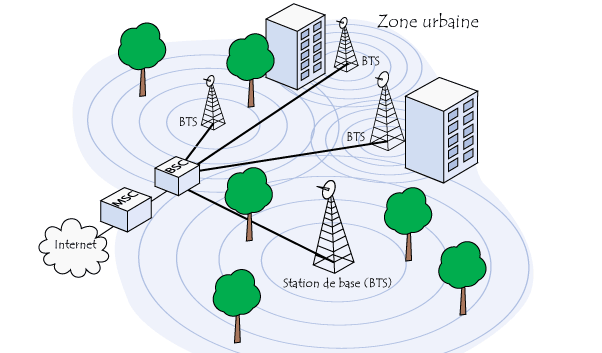 Zone urbaine
BTS
BTS
BTS
BSC
MSC
Internet
Station de base (BTS)